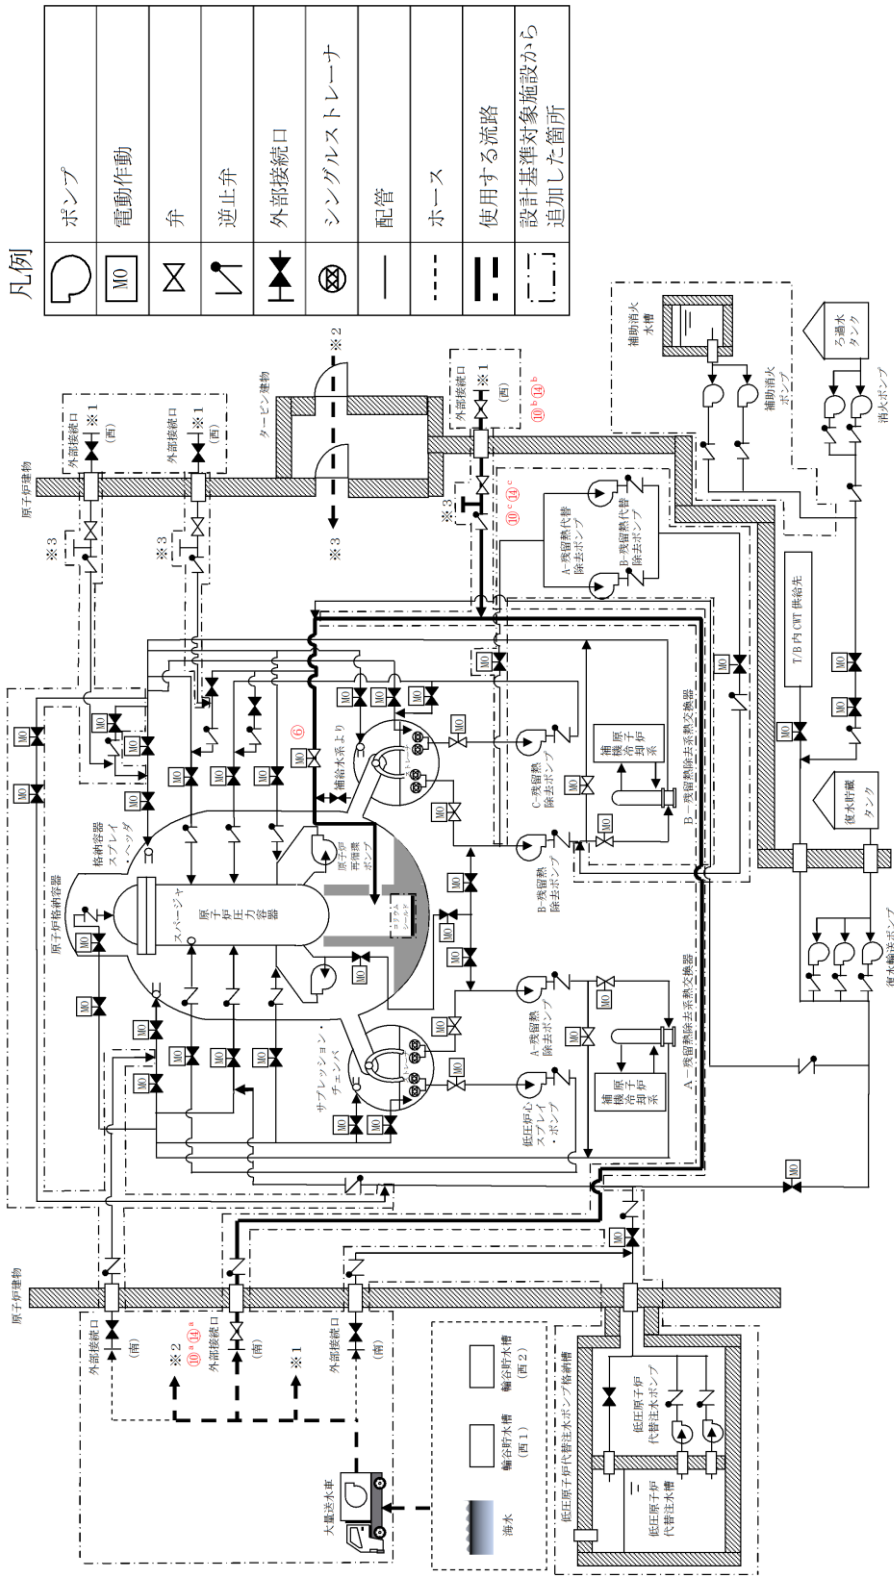 凡例
ポンプ
MO
電動作動
弁
逆止弁
外部接続口
シングルストレーナ
配管
ホース
使用する流路
設計基準対象施設から
追加した箇所
原子炉建物
外部接続口
※1
(西)
外部接続口
※1
(西)
※3
※3
タービン建物
※2
※3
外部接続口
※1
(西)
⑩ᵇ⑭ᵇ
※3
⑩ᶜ⑭ᶜ
補助消火
水槽
補助消火
ポンプ
ろ過水
タンク
消火ポンプ
A-残留熱代替
除去ポンプ
B-残留熱代替
除去ポンプ
T/B内CWT供給先
復水貯蔵
タンク
復水輸送ポンプ
原子炉格納容器
格納容器
スプレイ
・ヘッダ
スパージャ
原子炉
圧力容器
原子炉
再循環
ポンプ
コリウム
シールド
⑥
補給水系より
サプレッション・
チェンバ
C-残留熱
除去ポンプ
B-残留熱
除去ポンプ
A-残留熱
除去ポンプ
低圧炉心
スプレイ
・ポンプ
原子炉
補機冷却
系
B-残留熱除去系熱交換器
原子炉
補機冷却
系
A-残留熱除去系熱交換器
MO
原子炉建物
外部接続口
(南)
※2
⑩ᵃ⑭ᵃ
外部接続口
(南)
※1
外部接続口
(南)
大量送水車
海水
輪谷貯水槽
(西1)
輪谷貯水槽
(西2)
低圧原子炉代替注水ポンプ格納槽
低圧原子炉
代替注水ポンプ
低圧原子炉
代替注水槽